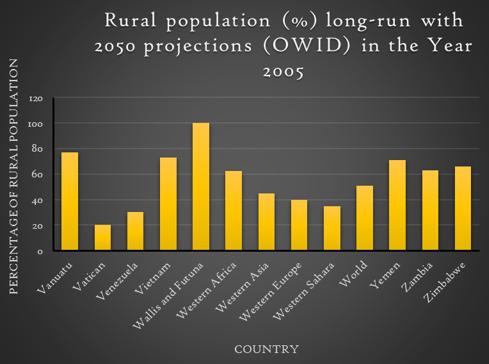 Rural population (%) long-run with
2050 projections (OWID) in the Year
2005
PERCENTAGE OF RURAL POPULATION
120
100
80
60
40
20
0
Vanuatu
Vatican
Venezuela
Vietnam
Wallis and Futuna
Western Africa
Western Asia
Western Europe
Western Sahara
World
Yemen
Zambia
Zimbabwe
COUNTRY